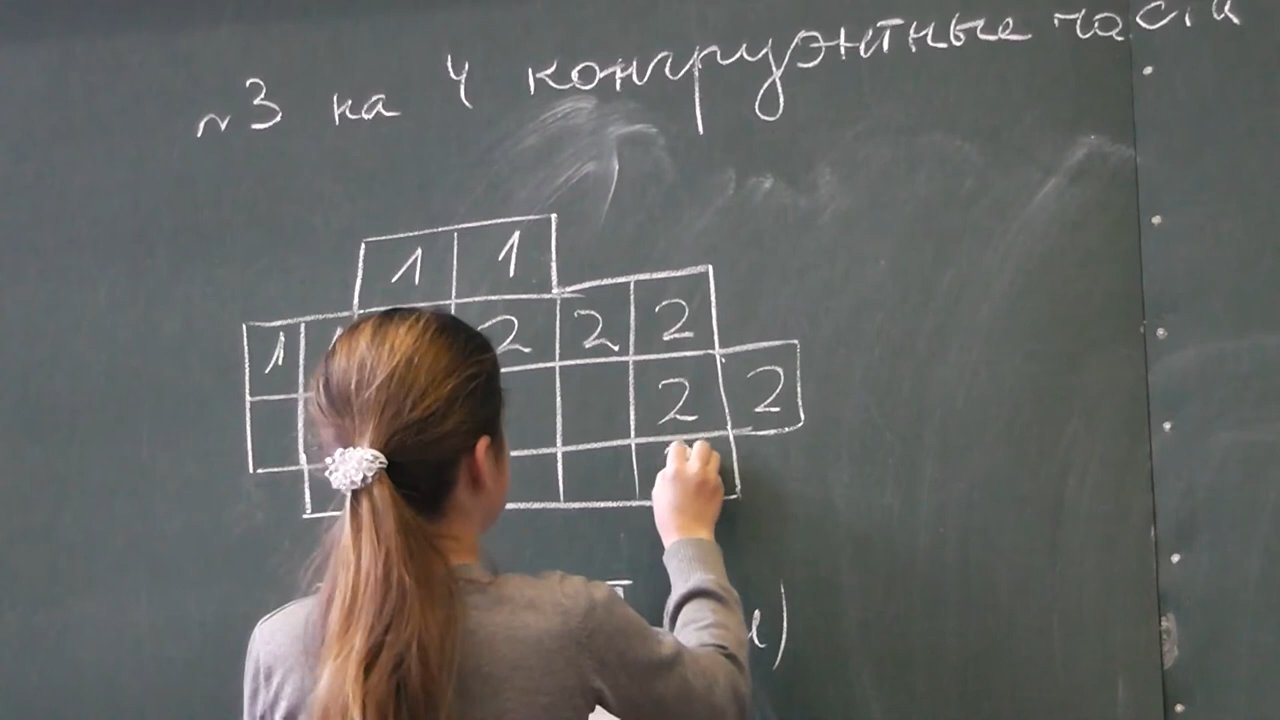 №3 на 4 конгруэнтные части
1 1
1 2 2 2
2 2